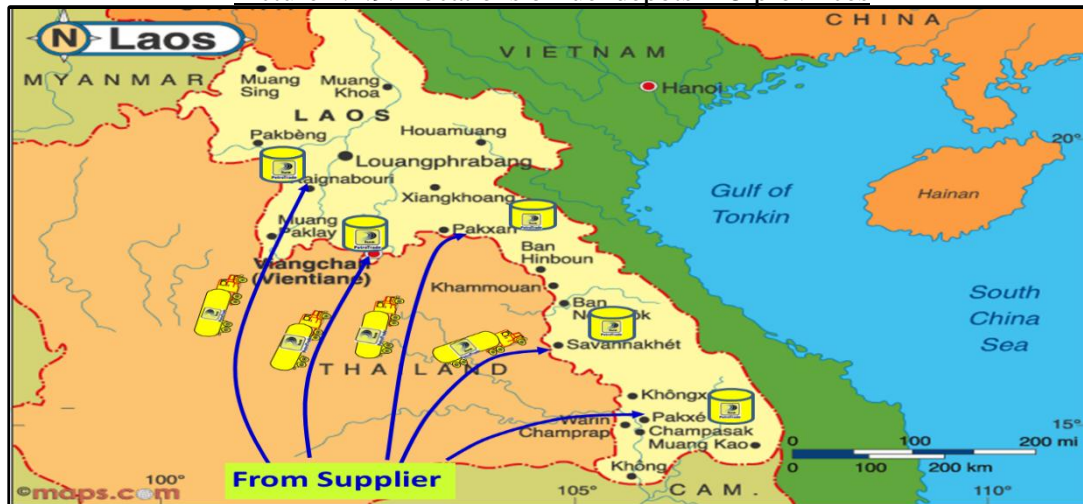 N Laos
CHINA
MYANMAR
VIETNAM
Muang
Sing
Muang
Khoa
Hanoi
LAOS
Pakbèng
Houamuang
Louangphrabang
20°
Gulf of
Tonkin
Hainan
Xiangkhoang
Muang
Paklay
Pakxan
Viangchan
(Vientiane)
Ban
Hinboun
Khammouan
Ban
South
China
Sea
Savannakhét
THAILAND
Warin
Champrap
Pakxé
Champasak
Muang Kao
15°
0 100 200 mi
0 100 200 km
Không
From Supplier
CAM.
©maps.com
100°
105°
110°